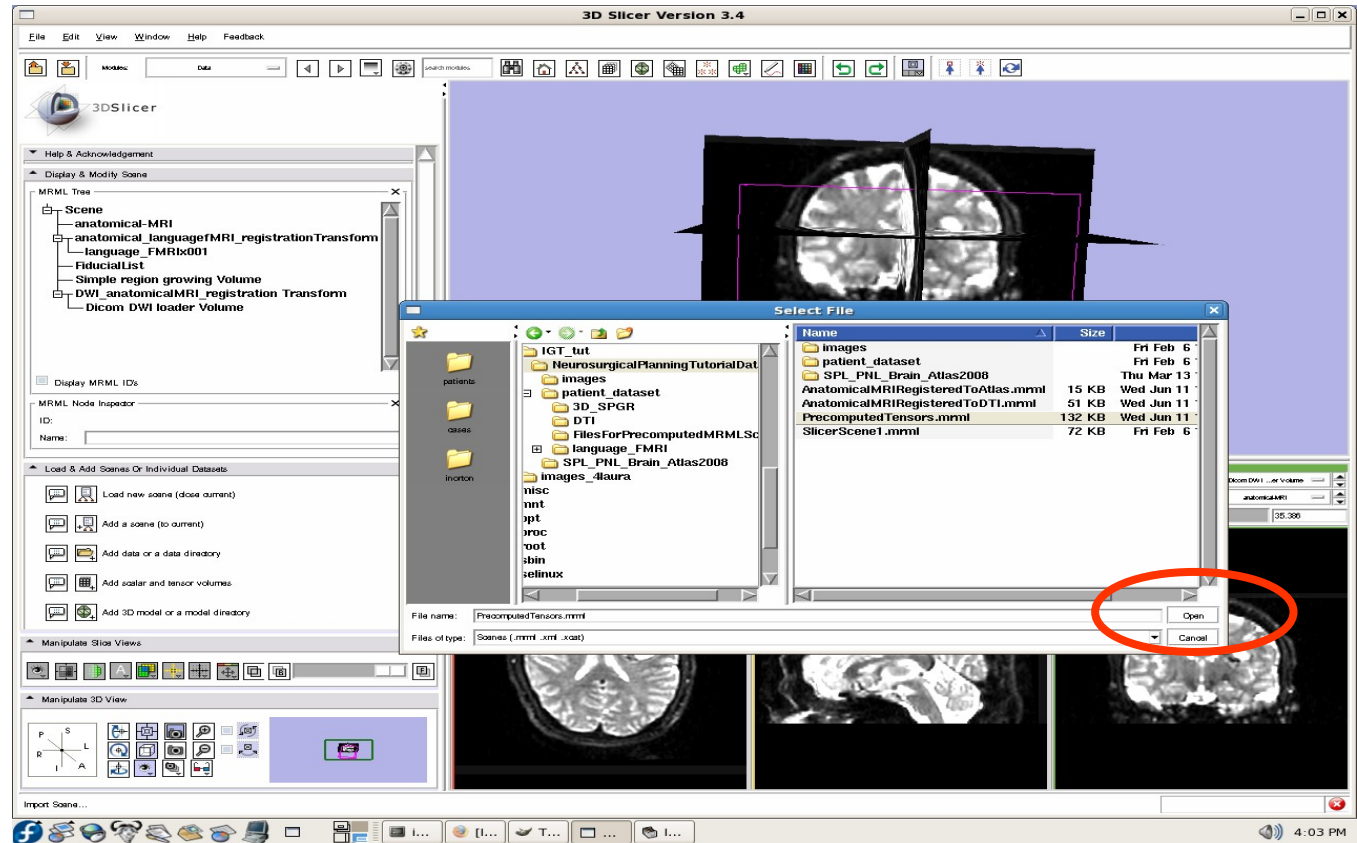 3D Slicer Version 3.4
File Edit View Window Help Feedback
Modules: Data search modules
3DSlicer
Help & Acknowledgement
Display & Modify Scene
MRML Tree
Scene
anatomical-MRI
anatomical_languagefMRI_registrationTransform
language_FMRIx001
FiducialList
Simple region growing Volume
DWI_anatomicalMRI_registration Transform
Dicom DWI loader Volume
Display MRML ID's
MRML Node Inspector
ID:
Name:
Load & Add Scenes Or Individual Datasets
Load new scene (close current)
Add a scene (to current)
Add data or a data directory
Add scalar and tensor volumes
Add 3D model or a model directory
Manipulate Slice Views
Manipulate 3D View
P S L R I A
Import Scene...
Select File
patients
cases
inorton
IGT_tut
NeurosurgicalPlanningTutorialDat
images
patient_dataset
3D_SPGR
DTI
FilesForPrecomputedMRMLSc
language_FMRI
SPL_PNL_Brain_Atlas2008
images_4laura
misc
mnt
opt
proc
root
sbin
selinux
Name Size
images Fri Feb 6
patient_dataset Fri Feb 6
SPL_PNL_Brain_Atlas2008 Thu Mar 13
AnatomicalMRIRegisteredToAtlas.mrml 15 KB Wed Jun 11
AnatomicalMRIRegisteredToDTI.mrml 51 KB Wed Jun 11
PrecomputedTensors.mrml 132 KB Wed Jun 11
SlicerScene1.mrml 72 KB Fri Feb 6
File name: PrecomputedTensors.mrml Open
Files of type: Scenes (.mrml .xml .xcat) Cancel
Dicom DWI ...er Volume
anatomical-MRI
35.386
i... [I... T... ... I...
4:03 PM